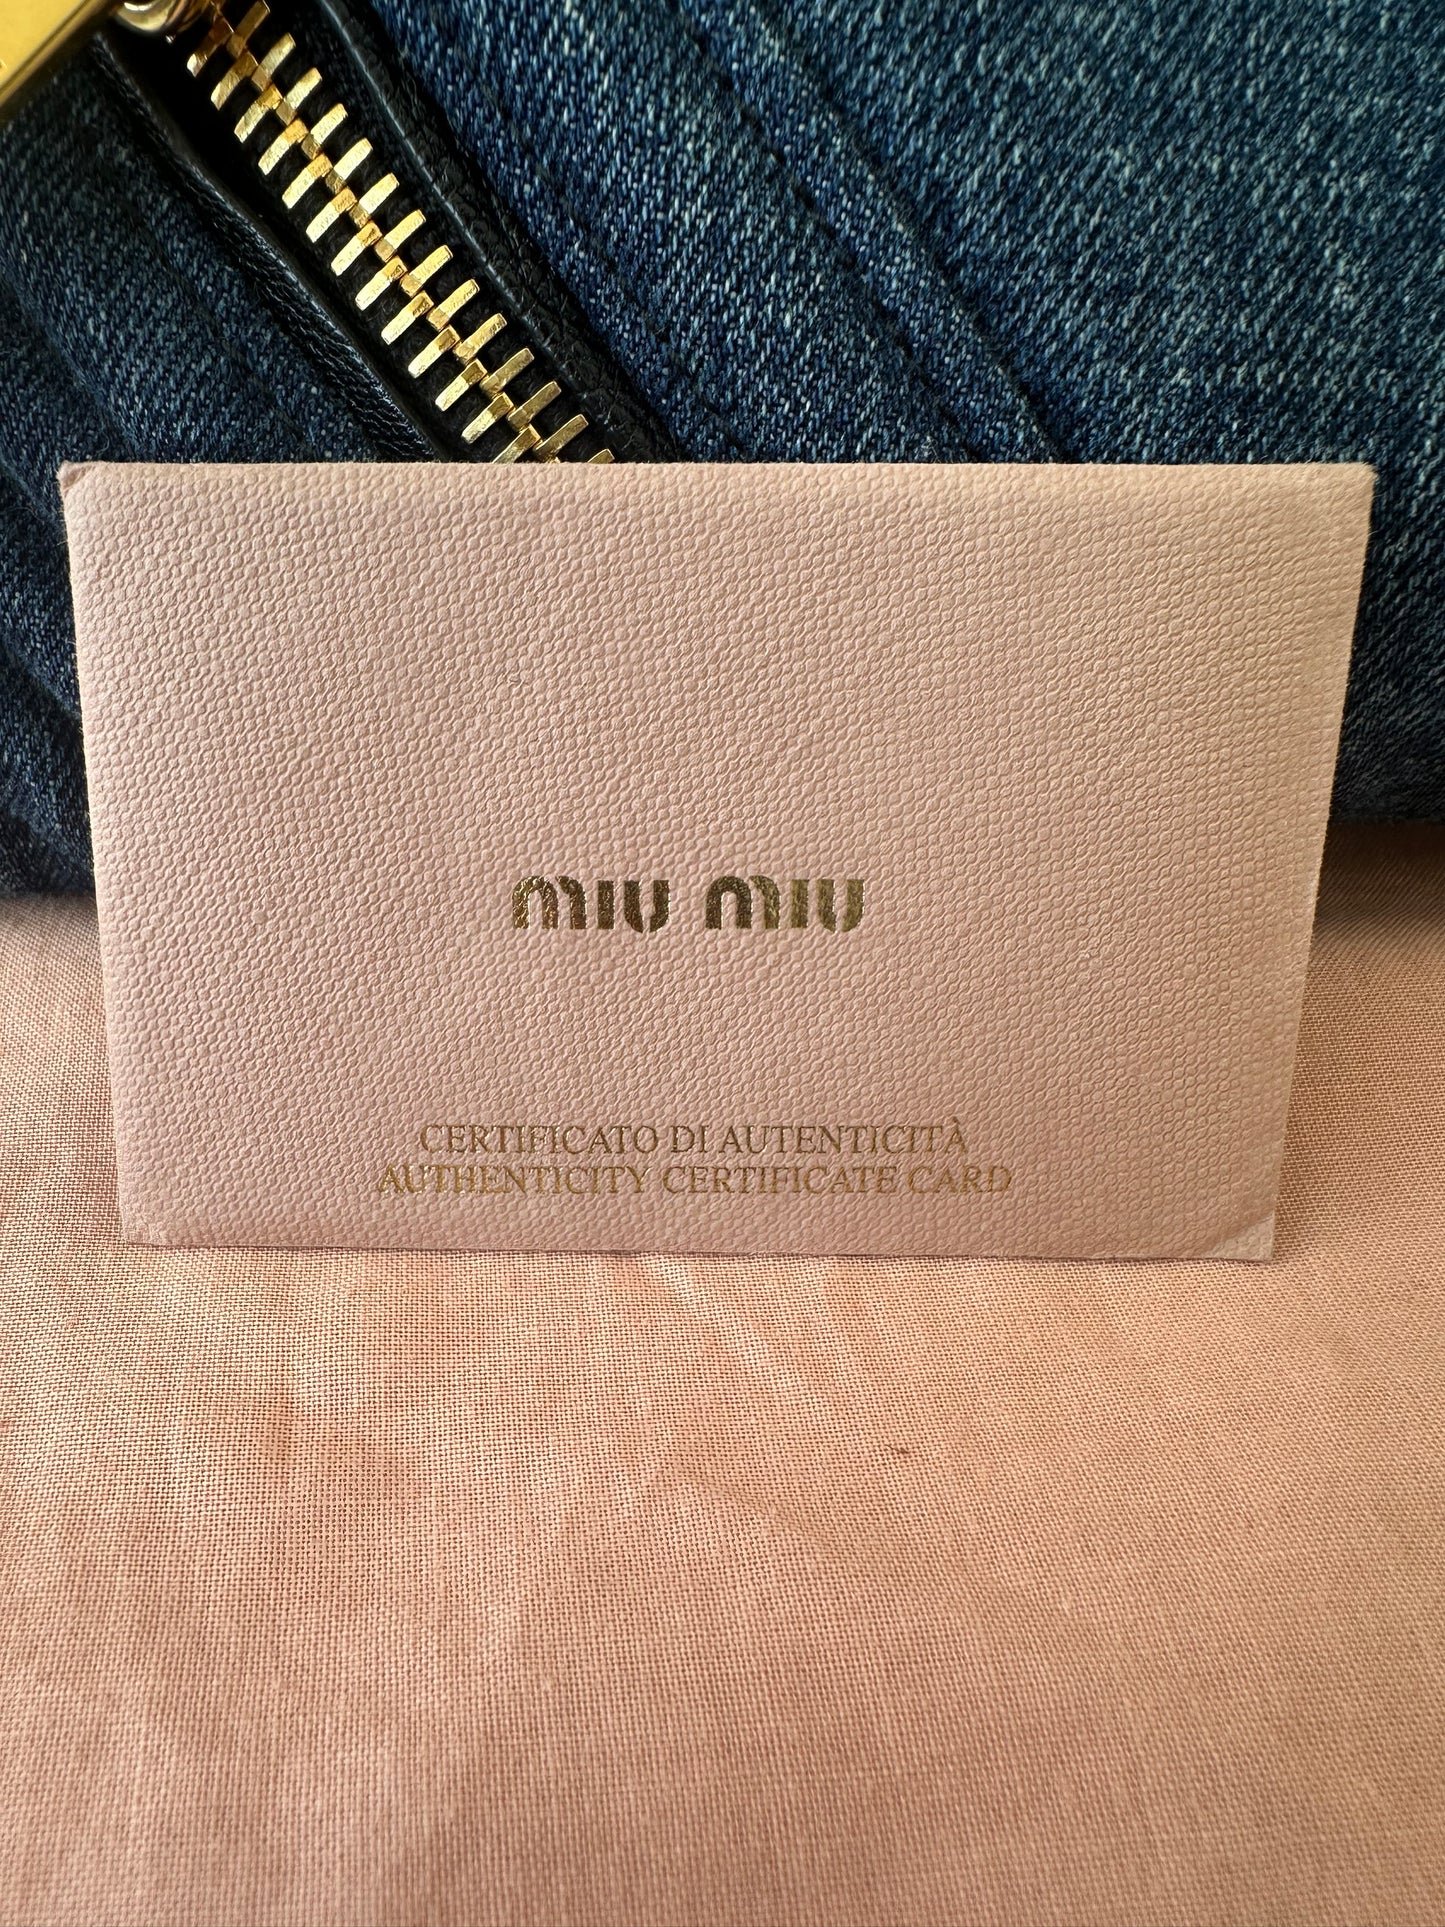 miu miu
CERTIFICATO DI AUTENTICITÀ
AUTHENTICITY CERTIFICATE CARD